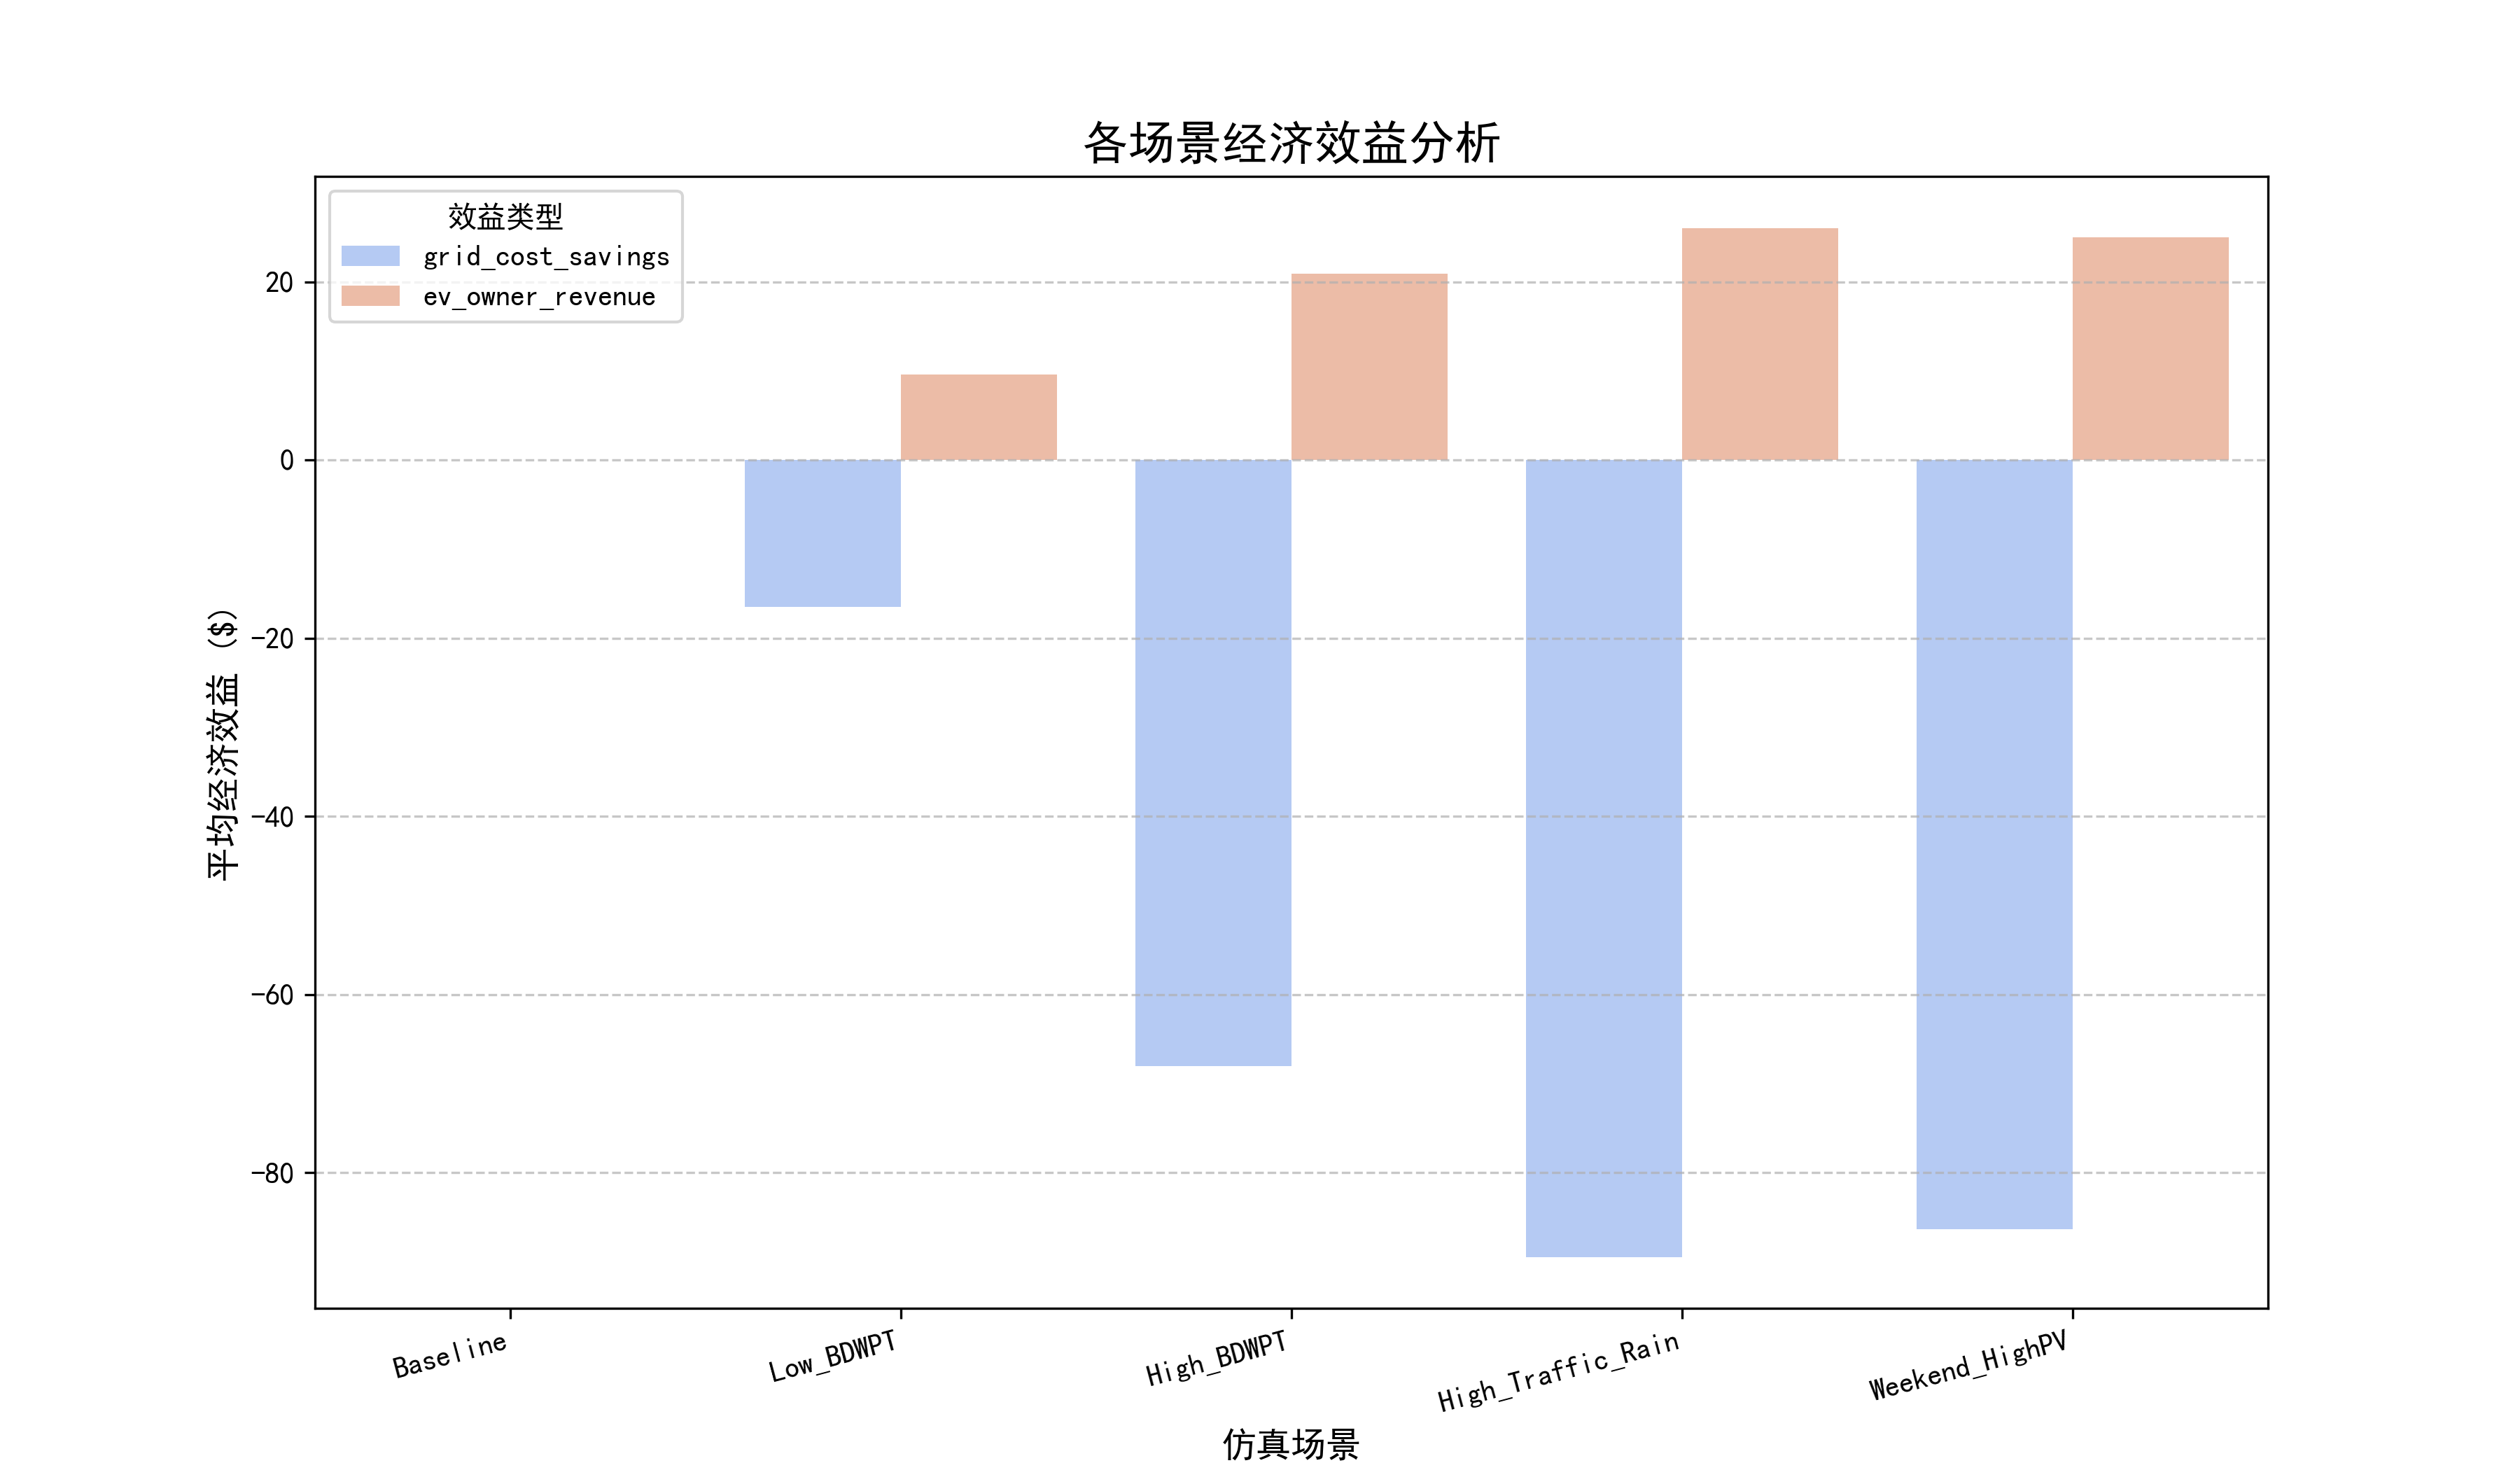 各场景经济效益分析
效益类型
grid_cost_savings
ev_owner_revenue
平均经济效益 ($)
20
0
-20
-40
-60
-80
Baseline
Low_BDWPT
High_BDWPT
High_Traffic_Rain
Weekend_HighPV
仿真场景